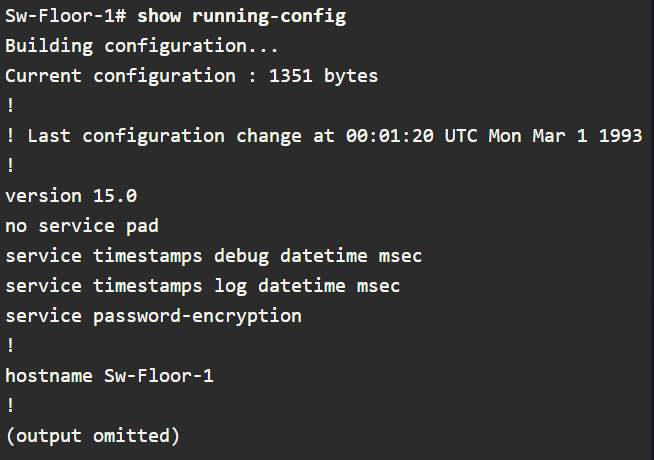 Sw-Floor-1# show running-config
Building configuration...
Current configuration : 1351 bytes
!
! Last configuration change at 00:01:20 UTC Mon Mar 1 1993
!
version 15.0
no service pad
service timestamps debug datetime msec
service timestamps log datetime msec
service password-encryption
!
hostname Sw-Floor-1
!
(output omitted)